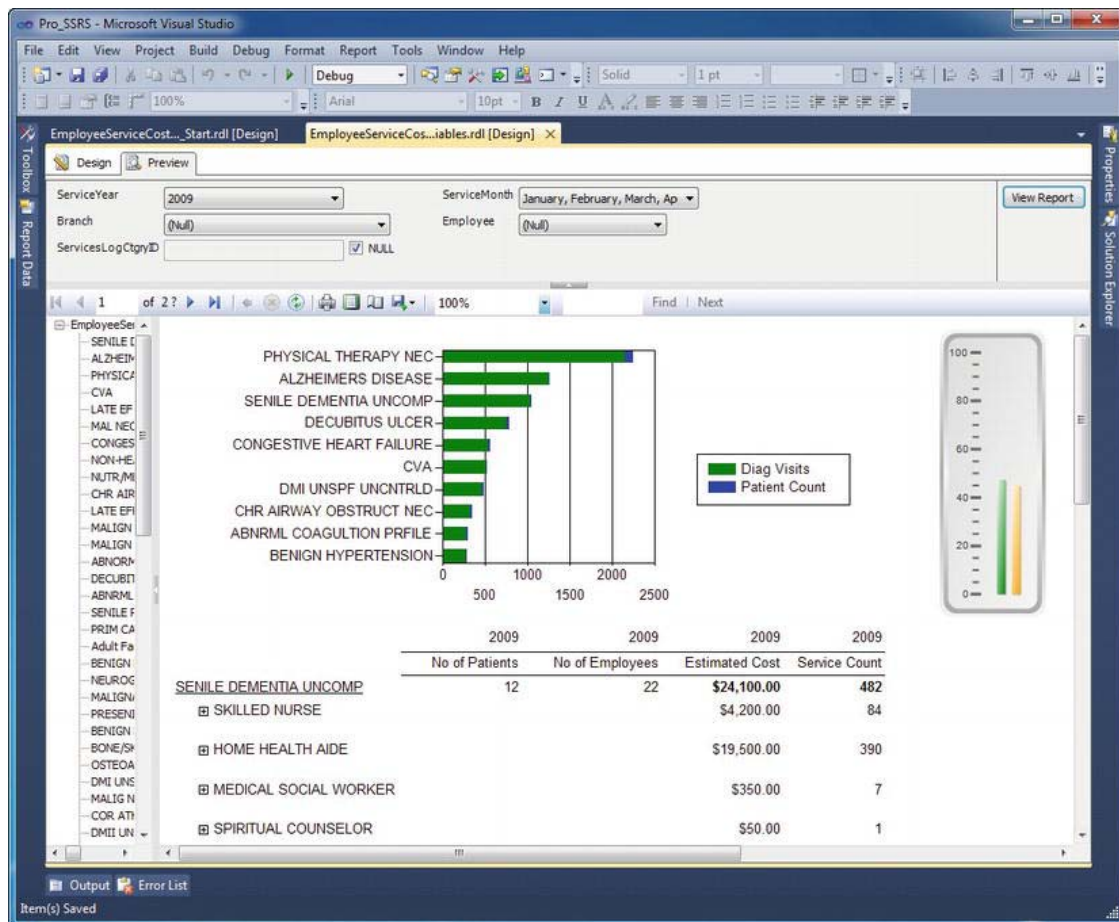 Pro_SSRS - Microsoft Visual Studio
File Edit View Project Build Debug Format Report Tools Window Help
Debug Solid 1 pt
100% Arial 10pt B I U
EmployeeServiceCost..._Start.rdl [Design] EmployeeServiceCos...iables.rdl [Design]
Toolbox
Report Data
Properties
Solution Explorer
Design Preview
ServiceYear 2009 ServiceMonth January, February, March, Ap View Report
Branch (Null) Employee (Null)
ServicesLogCtgryID NULL
1 of 2 ? 100% Find | Next
EmployeeSer
SENILE D
ALZHEIM
PHYSICA
CVA
LATE EF
MAL NEO
CONGES
NON-HEA
NUTR/ME
CHR AIR
LATE EFF
MALIGN
MALIGN
ABNORM
DECUBIT
ABNRML
SENILE P
PRIM CA
Adult Fa
BENIGN
NEUROG
MALIGNA
PRESENI
BENIGN
BONE/SK
OSTEOA
DMI UNS
MALIG N
COR ATH
DMII UN
PHYSICAL THERAPY NEC
ALZHEIMERS DISEASE
SENILE DEMENTIA UNCOMP
DECUBITUS ULCER
CONGESTIVE HEART FAILURE
CVA
DMI UNSPF UNCNTRLD
CHR AIRWAY OBSTRUCT NEC
ABNRML COAGULTION PRFILE
BENIGN HYPERTENSION
0 1000 2000
500 1500 2500
Diag Visits
Patient Count
100
80
60
40
20
0
2009 2009 2009 2009
No of Patients No of Employees Estimated Cost Service Count
SENILE DEMENTIA UNCOMP 12 22 $24,100.00 482
SKILLED NURSE $4,200.00 84
HOME HEALTH AIDE $19,500.00 390
MEDICAL SOCIAL WORKER $350.00 7
SPIRITUAL COUNSELOR $50.00 1
Output Error List
Item(s) Saved